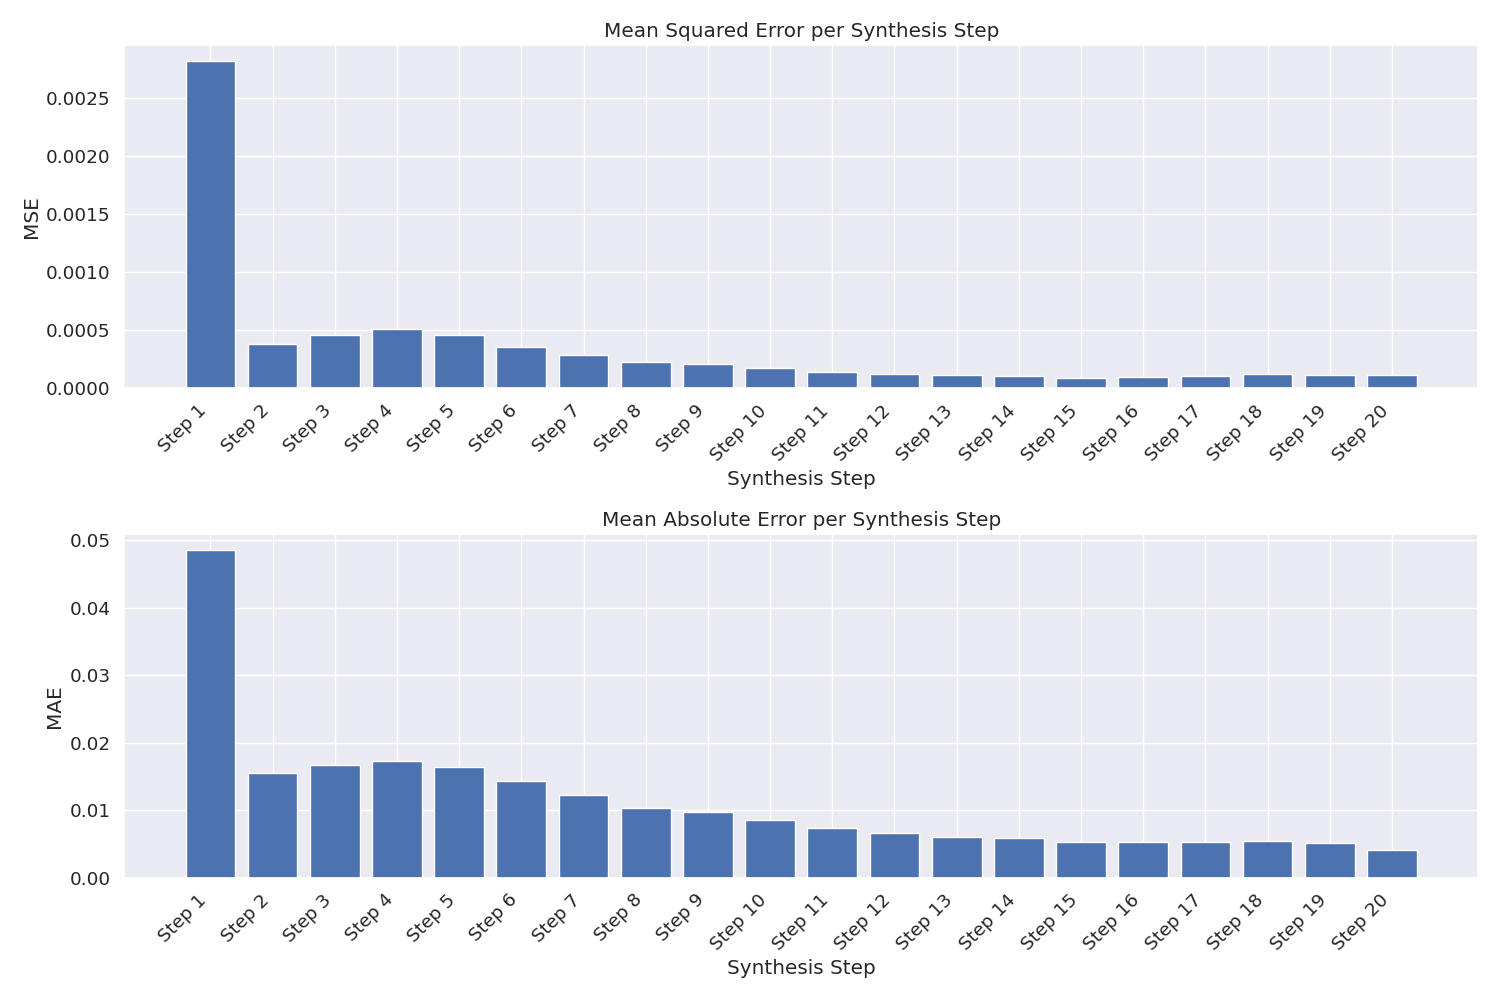 Mean Squared Error per Synthesis Step
MSE
0.0025
0.0020
0.0015
0.0010
0.0005
0.0000
Step 1
Step 2
Step 3
Step 4
Step 5
Step 6
Step 7
Step 8
Step 9
Step 10
Step 11
Step 12
Step 13
Step 14
Step 15
Step 16
Step 17
Step 18
Step 19
Step 20
Synthesis Step
Mean Absolute Error per Synthesis Step
MAE
0.05
0.04
0.03
0.02
0.01
0.00
Step 1
Step 2
Step 3
Step 4
Step 5
Step 6
Step 7
Step 8
Step 9
Step 10
Step 11
Step 12
Step 13
Step 14
Step 15
Step 16
Step 17
Step 18
Step 19
Step 20
Synthesis Step